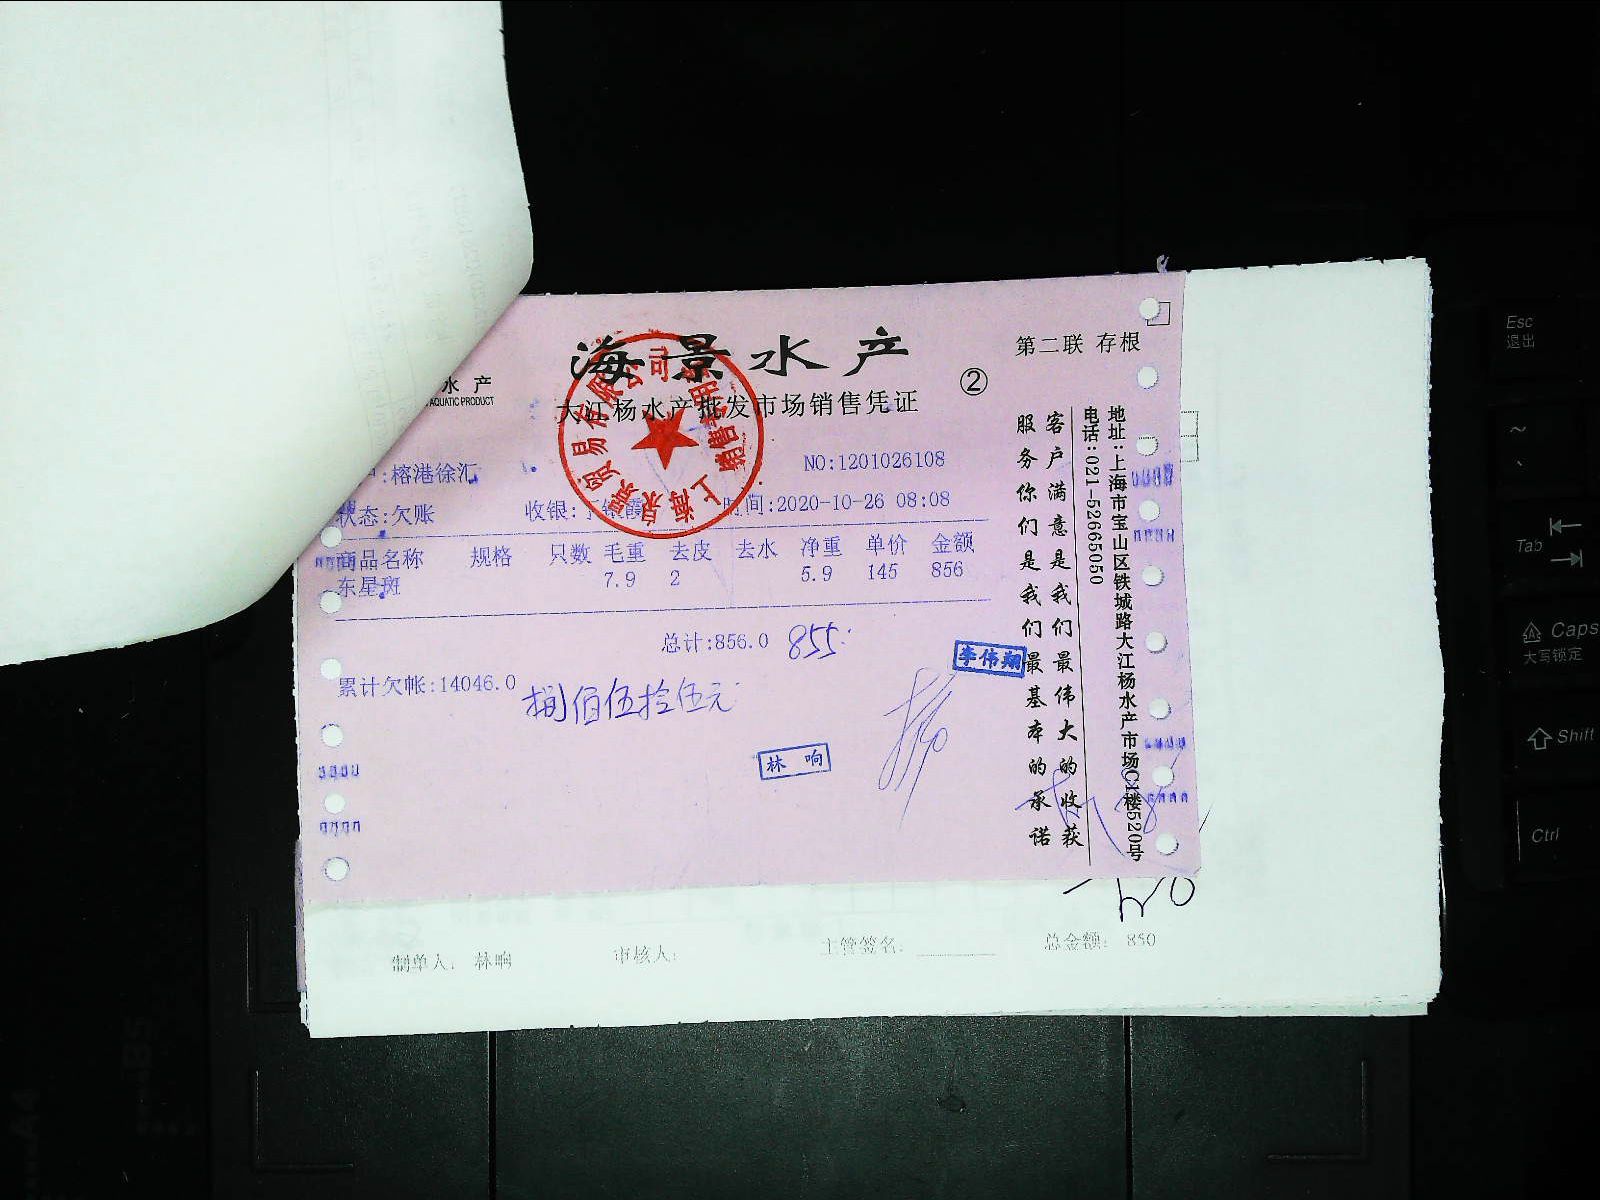 海景水产
第二联 存根
水产
AQUATIC PRODUCT
大江杨水产批发市场销售凭证
②
:榕港徐汇
NO:1201026108
状态:欠账
收银:丁银霞
时间:2020-10-26 08:08
商品名称 规格 只数 毛重 去皮 去水 净重 单价 金额
东星斑 7.9 2 5.9 145 856
总计:856.0 855.
累计欠帐:14046.0
捌佰伍拾伍元
李伟翔
林响
客户满意是我们最伟大的收获
服务你们是我们最基本的承诺
地址:上海市宝山区铁城路大江杨水产市场C1楼520号
电话:021-52665050
制单人: 林响 审核人: 主管签名: 总金额: 850
Esc
退出
~
Tab
Caps
大写锁定
Shift
Ctrl